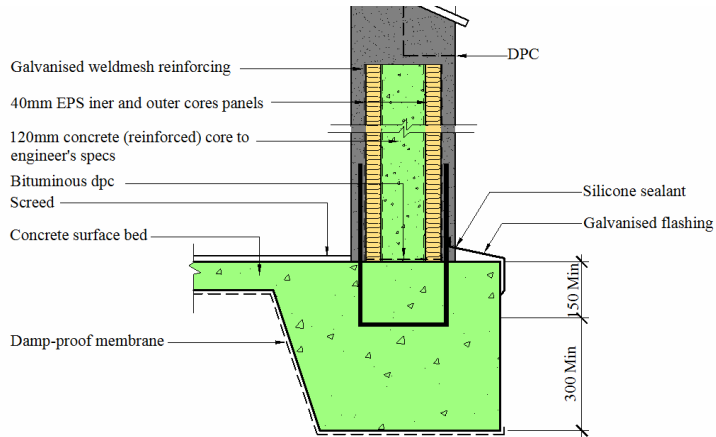 DPC
Galvanised weldmesh reinforcing
40mm EPS iner and outer cores panels
120mm concrete (reinforced) core to
engineer's specs
Bituminous dpc
Screed
Concrete surface bed
Damp-proof membrane
Silicone sealant
Galvanised flashing
150 Min
300 Min